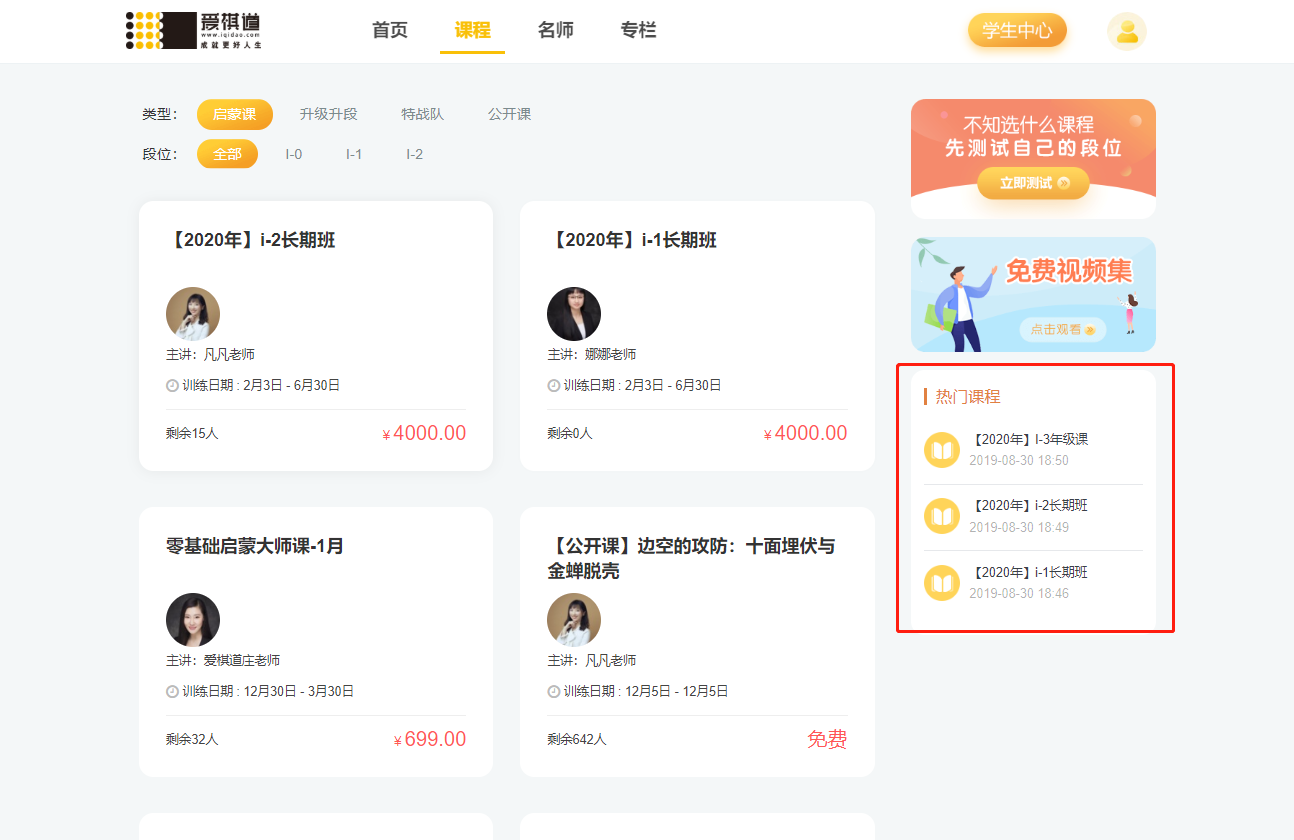 爱祺道
www.iqidao.com
成就更好人生
首页
课程
名师
专栏
学生中心
类型：
启蒙课
升级升段
特战队
公开课
段位：
全部
I-0
I-1
I-2
【2020年】i-2长期班
主讲：凡凡老师
训练日期 : 2月3日 - 6月30日
剩余15人
¥ 4000.00
【2020年】i-1长期班
主讲：娜娜老师
训练日期 : 2月3日 - 6月30日
剩余0人
¥ 4000.00
零基础启蒙大师课-1月
主讲：爱棋道庄老师
训练日期 : 12月30日 - 3月30日
剩余32人
¥ 699.00
【公开课】边空的攻防：十面埋伏与
金蝉脱壳
主讲：凡凡老师
训练日期 : 12月5日 - 12月5日
剩余642人
免费
不知选什么课程
先测试自己的段位
立即测试
免费视频集
点击观看
热门课程
【2020年】I-3年级课
2019-08-30 18:50
【2020年】i-2长期班
2019-08-30 18:49
【2020年】i-1长期班
2019-08-30 18:46